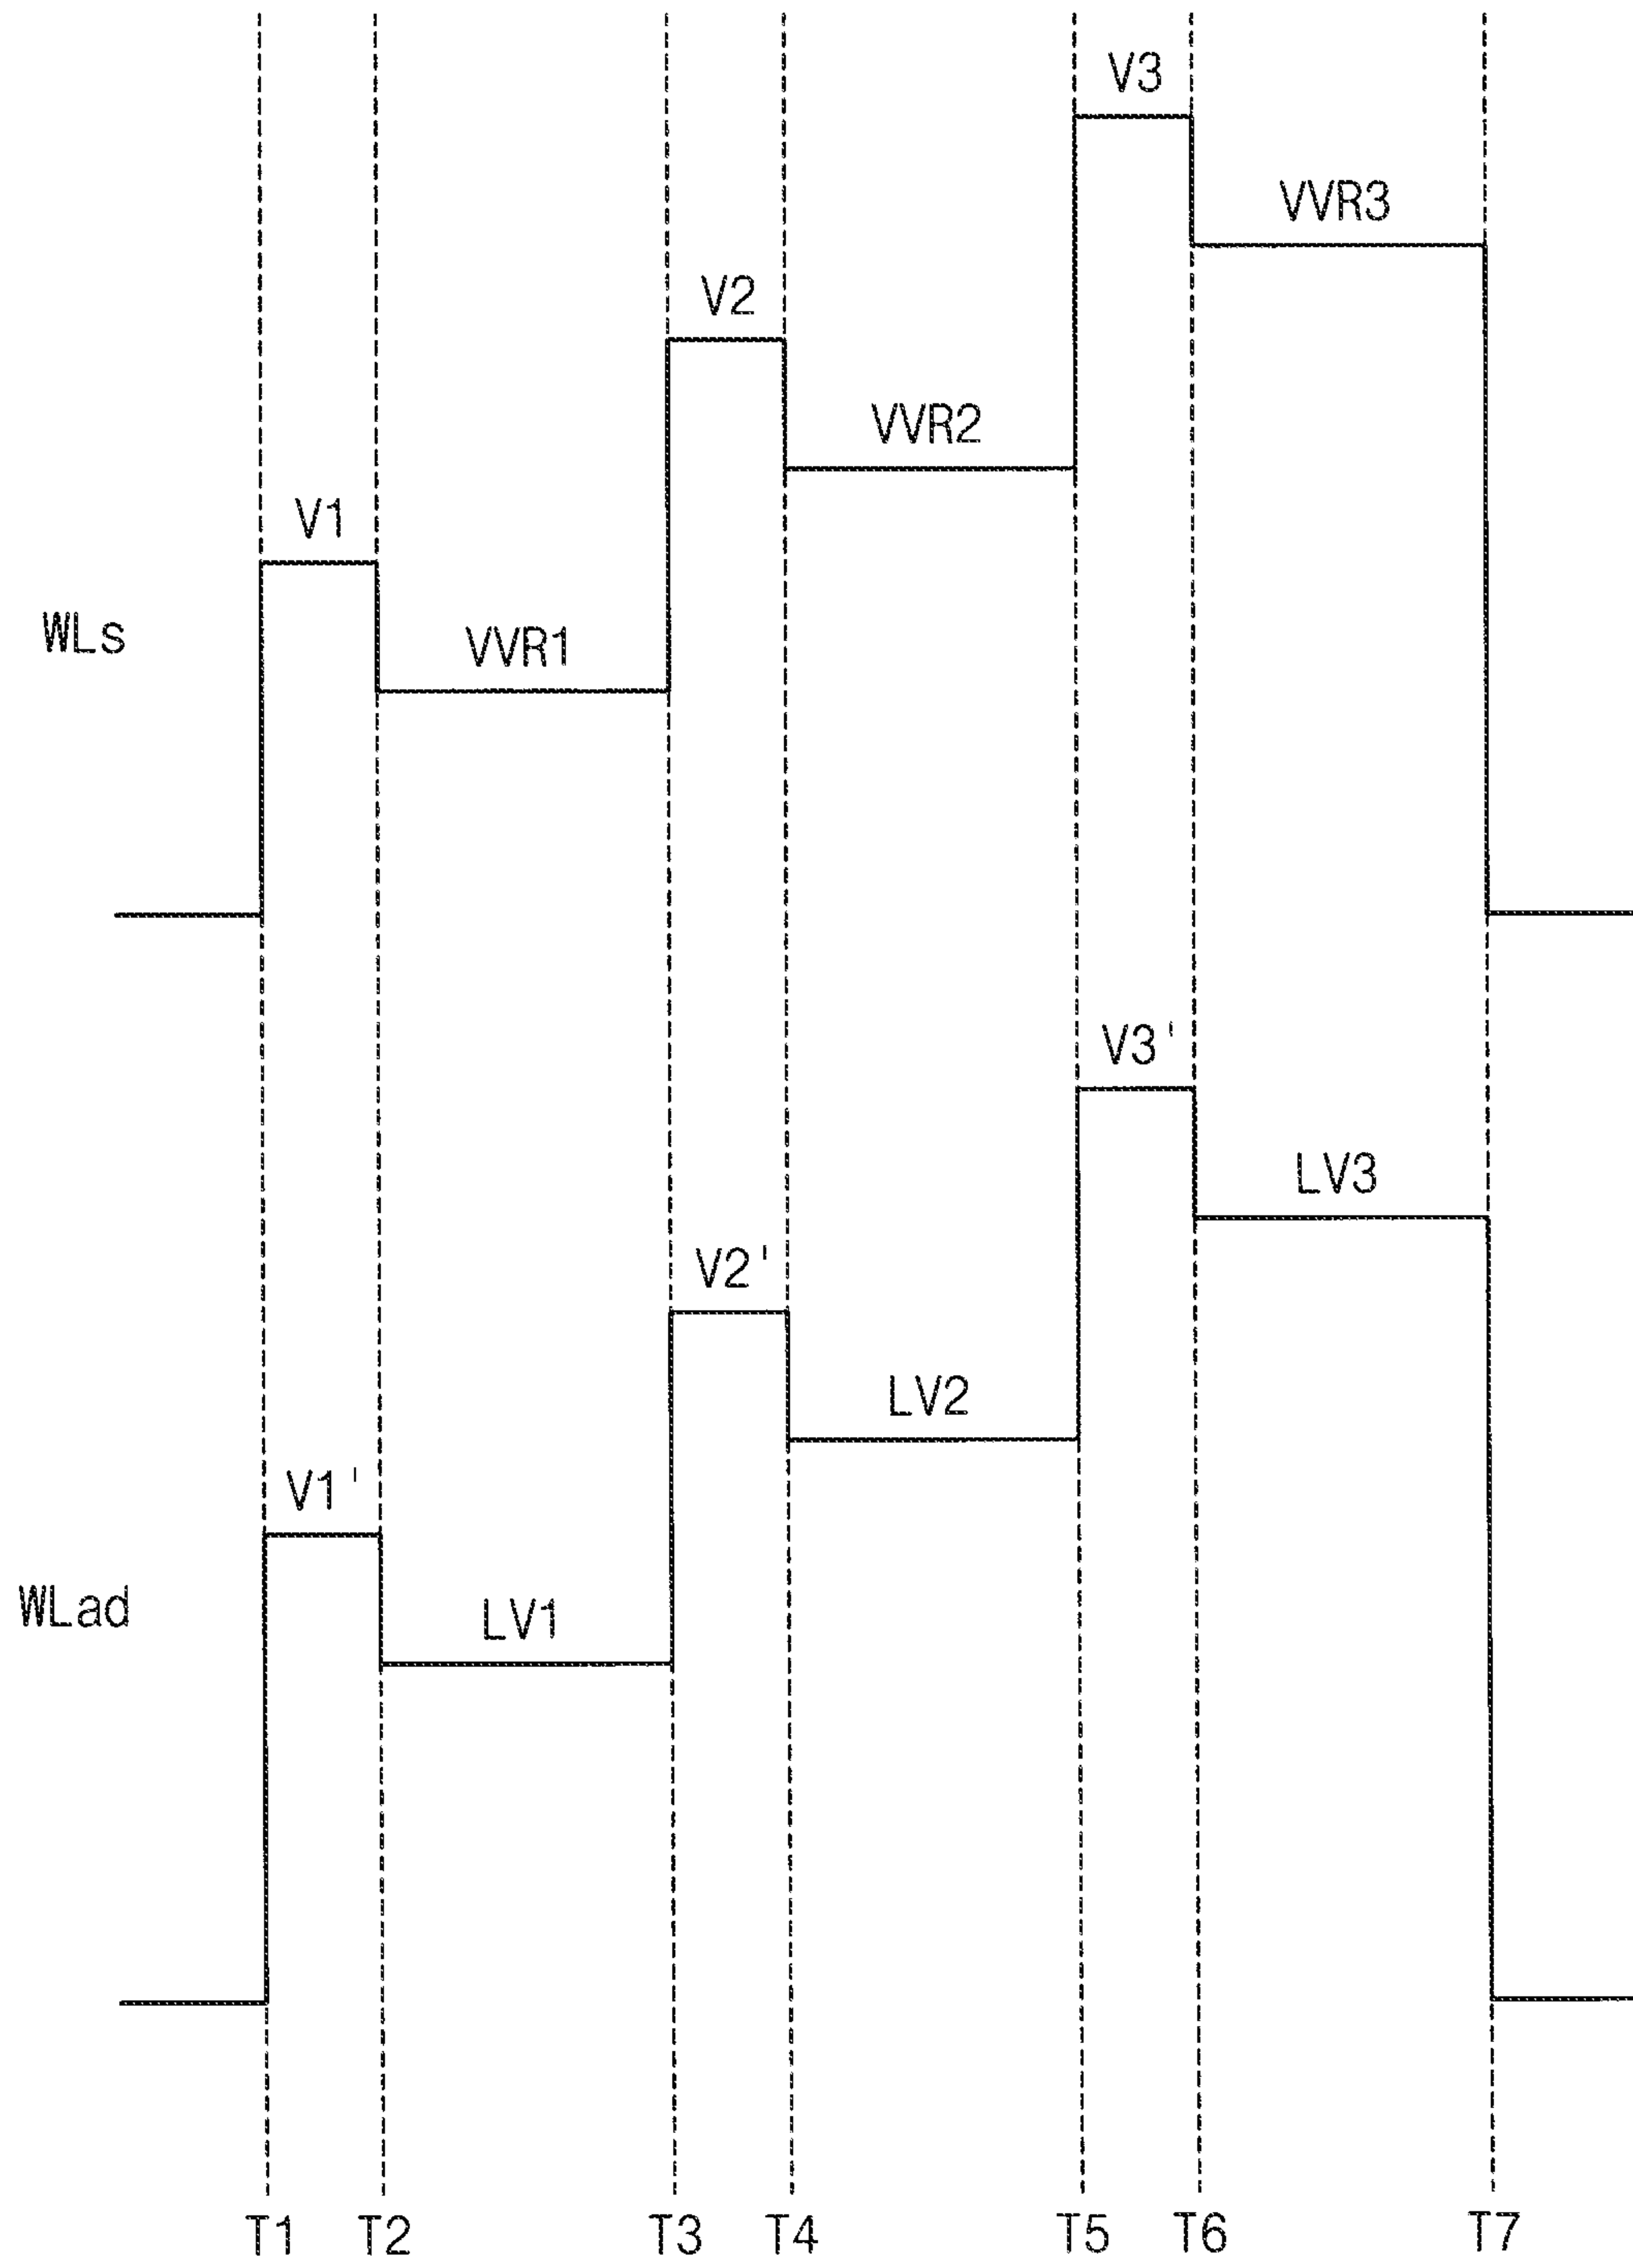 V3
VVR3
V2
VVR2
V1
WLs
VVR1
V3'
LV3
V2'
LV2
V1'
WLad
LV1
T1 T2 T3 T4 T5 T6 T7